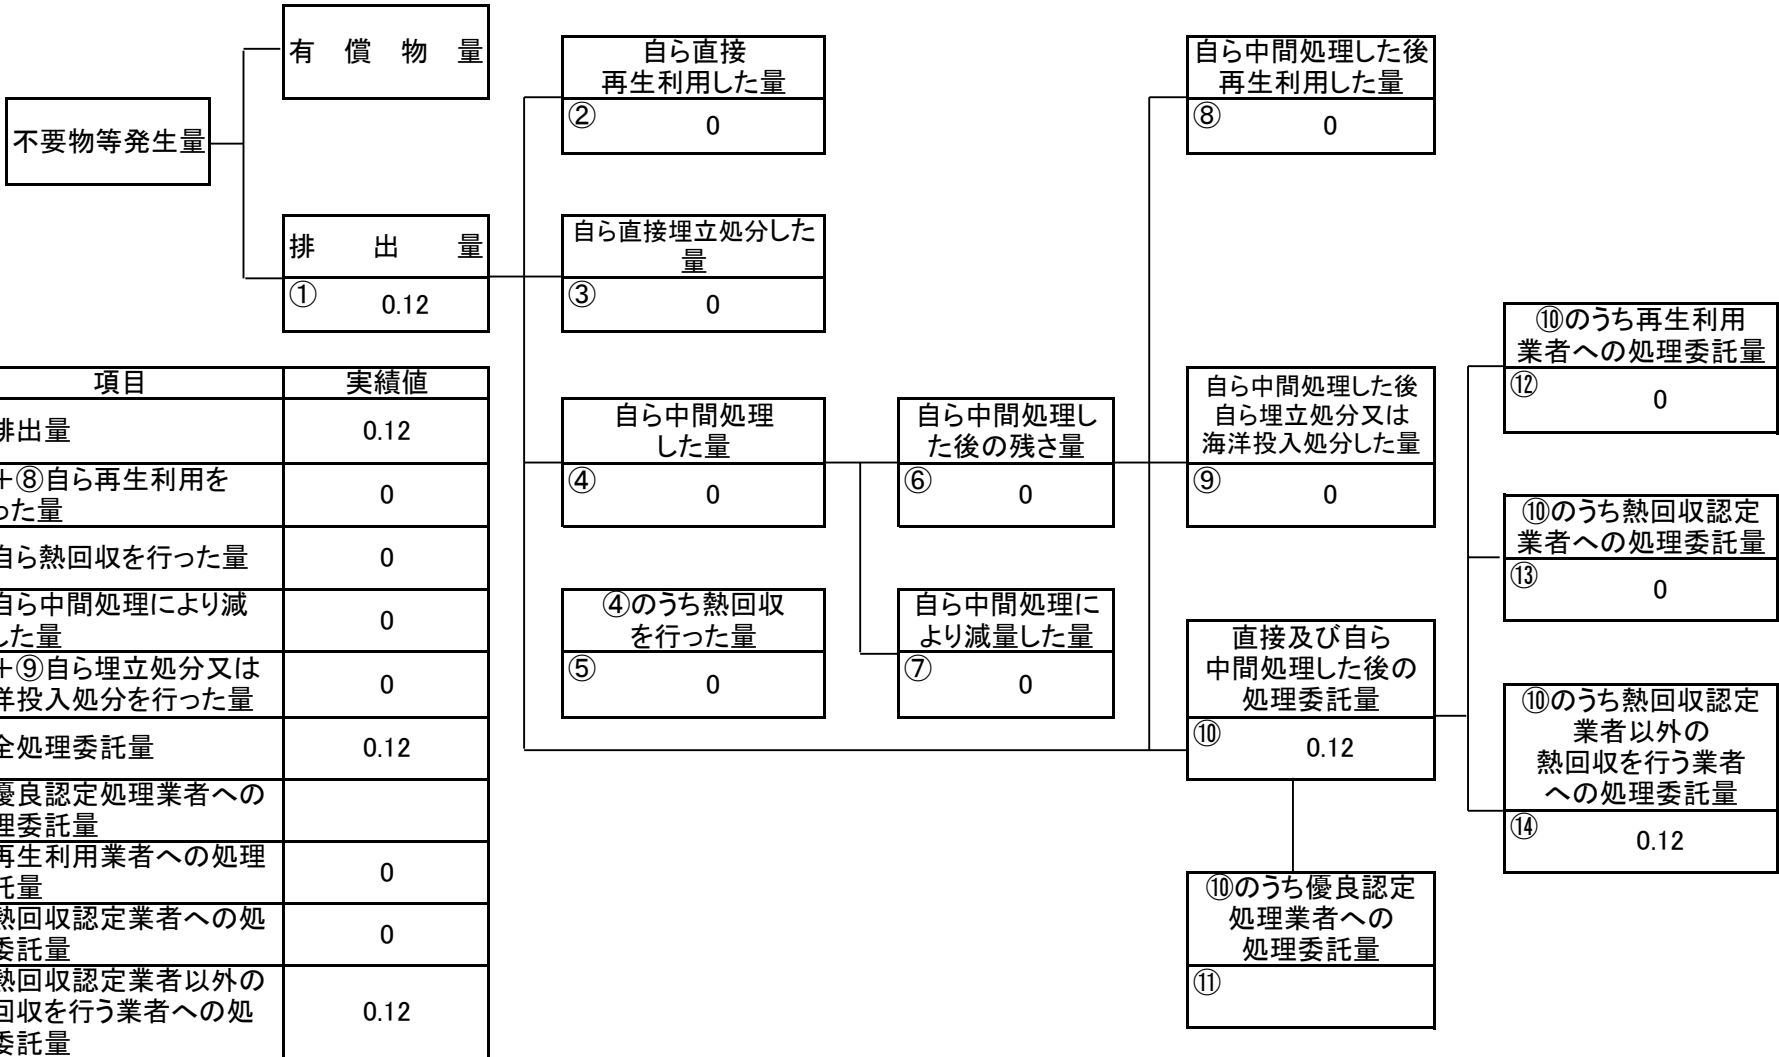 有償物量
自ら直接
再生利用した量
②
0
自ら中間処理した後
再生利用した量
⑧
0
不要物等発生量
排出量
①
0.12
自ら直接埋立処分した
量
③
0
項目
実績値
排出量
0.12
+⑧自ら再生利用を
った量
0
自ら熱回収を行った量
0
自ら中間処理により減
した量
0
+⑨自ら埋立処分又は
洋投入処分を行った量
0
全処理委託量
0.12
優良認定処理業者への
理委託量
再生利用業者への処理
託量
0
熱回収認定業者への処
委託量
0
熱回収認定業者以外の
回収を行う業者への処
委託量
0.12
自ら中間処理
した量
④
0
自ら中間処理し
た後の残さ量
⑥
0
自ら中間処理した後
自ら埋立処分又は
海洋投入処分した量
⑨
0
④のうち熱回収
を行った量
⑤
0
自ら中間処理に
より減量した量
⑦
0
直接及び自ら
中間処理した後の
処理委託量
⑩
0.12
⑩のうち優良認定
処理業者への
処理委託量
⑪
⑩のうち再生利用
業者への処理委託量
⑫
0
⑩のうち熱回収認定
業者への処理委託量
⑬
0
⑩のうち熱回収認定
業者以外の
熱回収を行う業者
への処理委託量
⑭
0.12